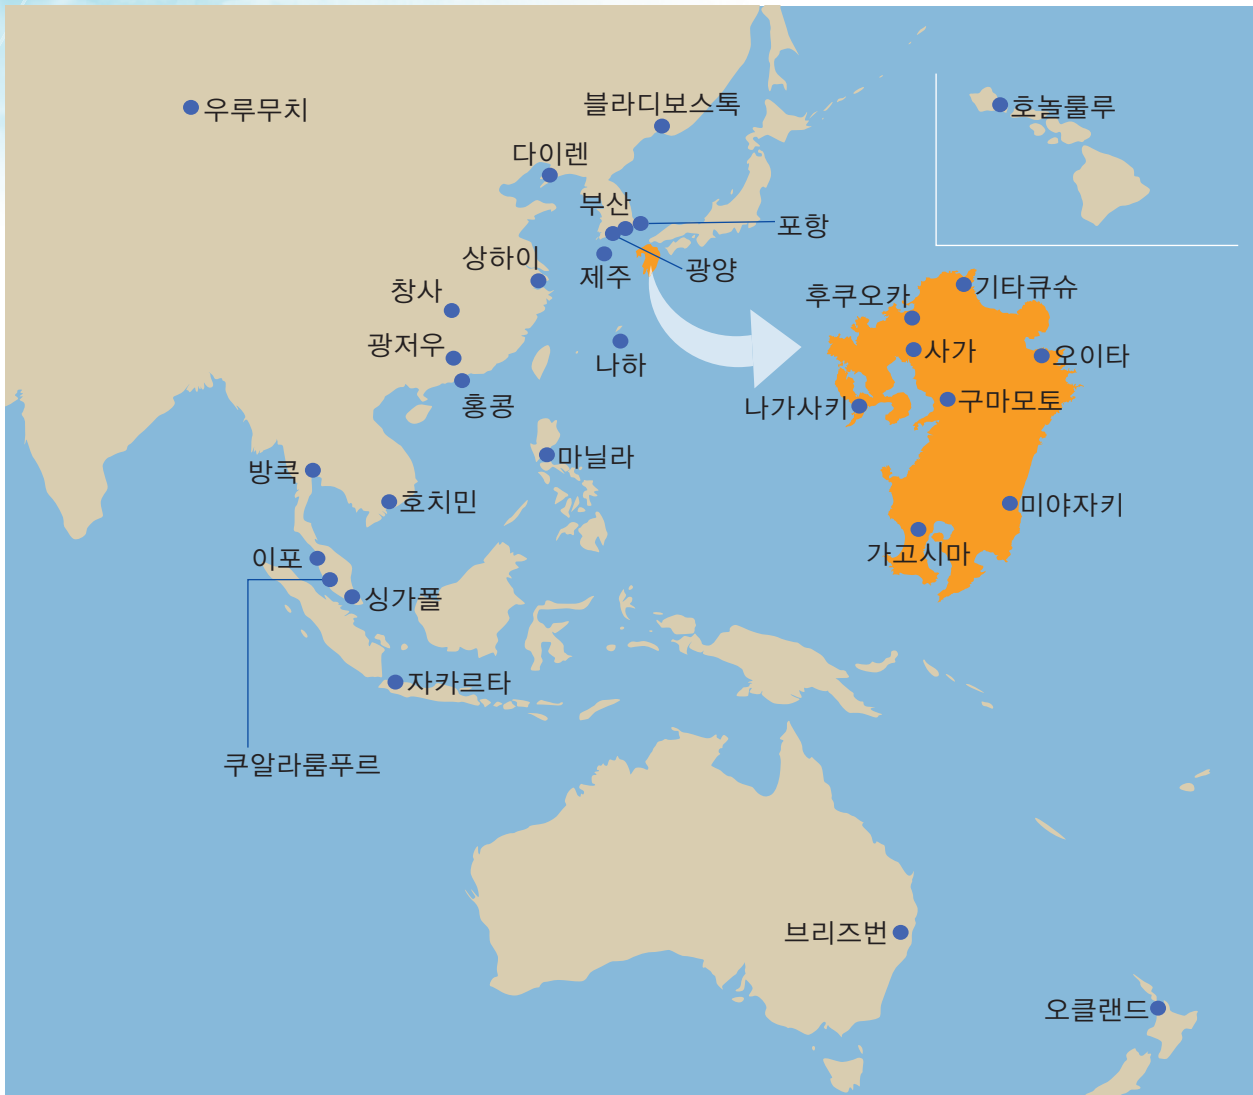 우루무치
블라디보스톡
호놀룰루
다이렌
부산
포항
상하이
제주
광양
창사
후쿠오카
기타큐슈
광저우
나하
사가
오이타
홍콩
나가사키
구마모토
방콕
마닐라
호치민
미야자키
이포
가고시마
싱가폴
자카르타
쿠알라룸푸르
브리즈번
오클랜드